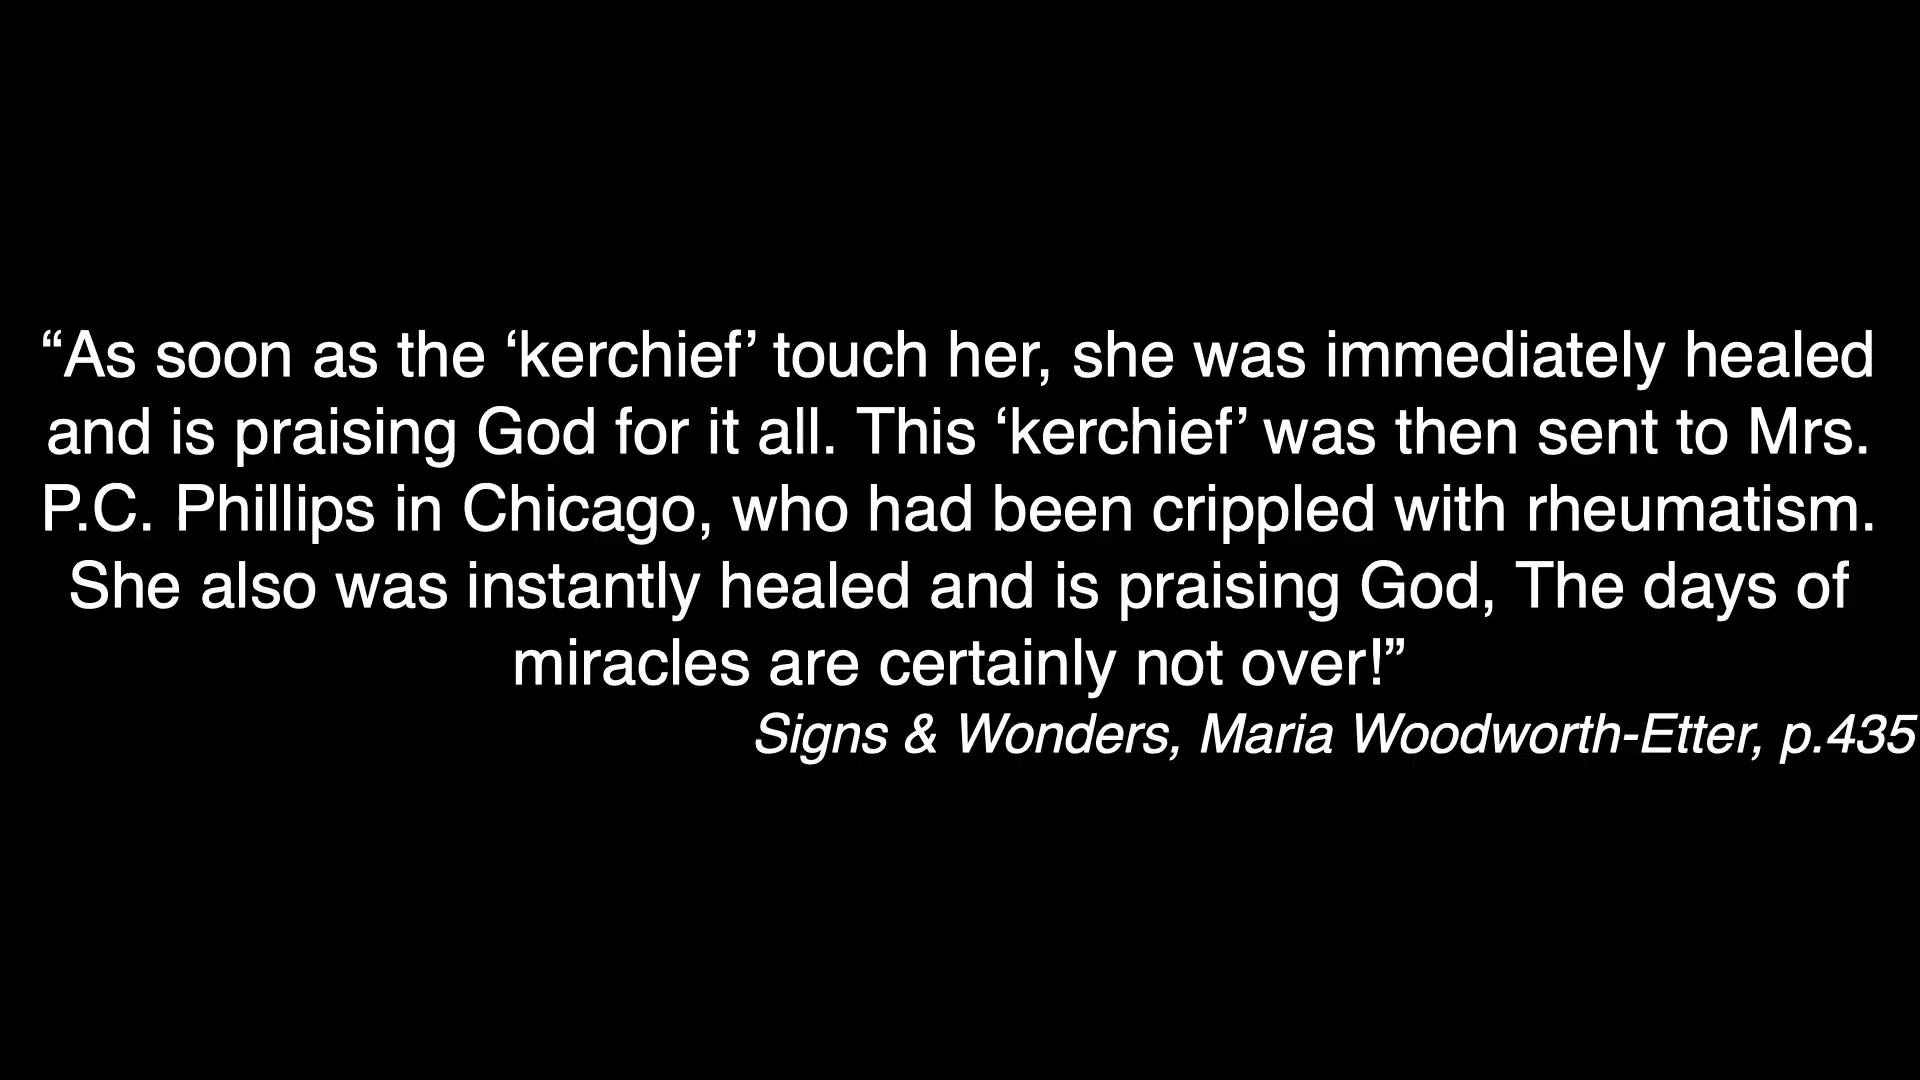 “As soon as the ‘kerchief’ touch her, she was immediately healed
and is praising God for it all. This ‘kerchief’ was then sent to Mrs.
P.C. Phillips in Chicago, who had been crippled with rheumatism.
She also was instantly healed and is praising God, The days of
miracles are certainly not over!”
Signs & Wonders, Maria Woodworth-Etter, p.435